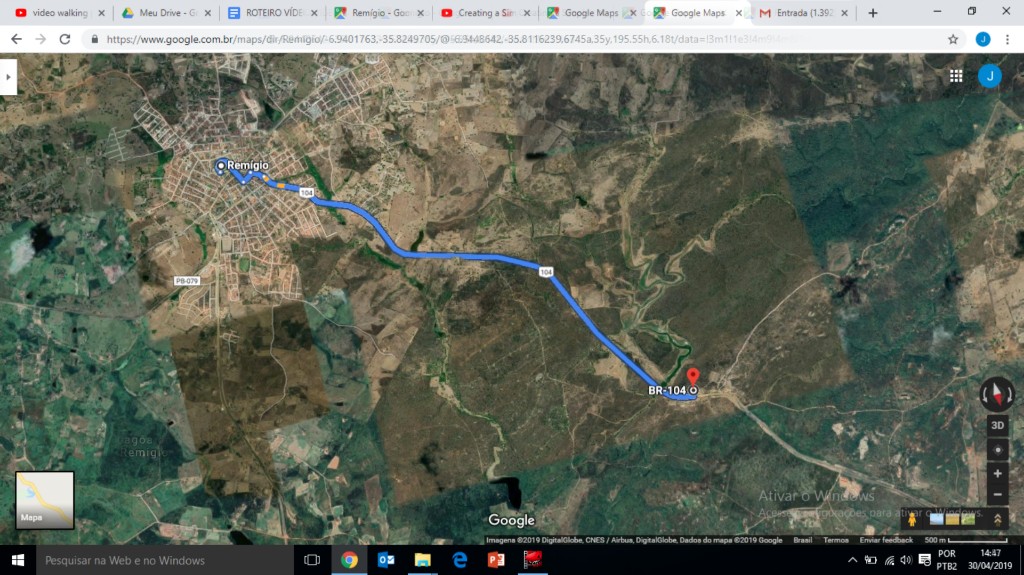 video walking
Meu Drive - G
ROTEIRO VÍDE
Remígio - Goo
Creating a Sim
Google Maps
Google Maps
Entrada (1.392
https://www.google.com.br/maps/dir/Remígio/-6.9401763,-35.8249705/@-6.9448642,-35.8116239,6745a,35y,195.55h,6.18t/data=!3m1!1e3!4m
J
J
Remígio
104
104
PB-079
BR-104
Lagoa
Remígio
3D
Mapa
Google
Ativar o Windows
Acesse as configurações para ativar o Windows.
Imagens ©2019 DigitalGlobe, CNES / Airbus, DigitalGlobe, Dados do mapa ©2019 Google Brasil Termos Enviar feedback 500 m
Pesquisar na Web e no Windows
POR
PTB2
14:47
30/04/2019